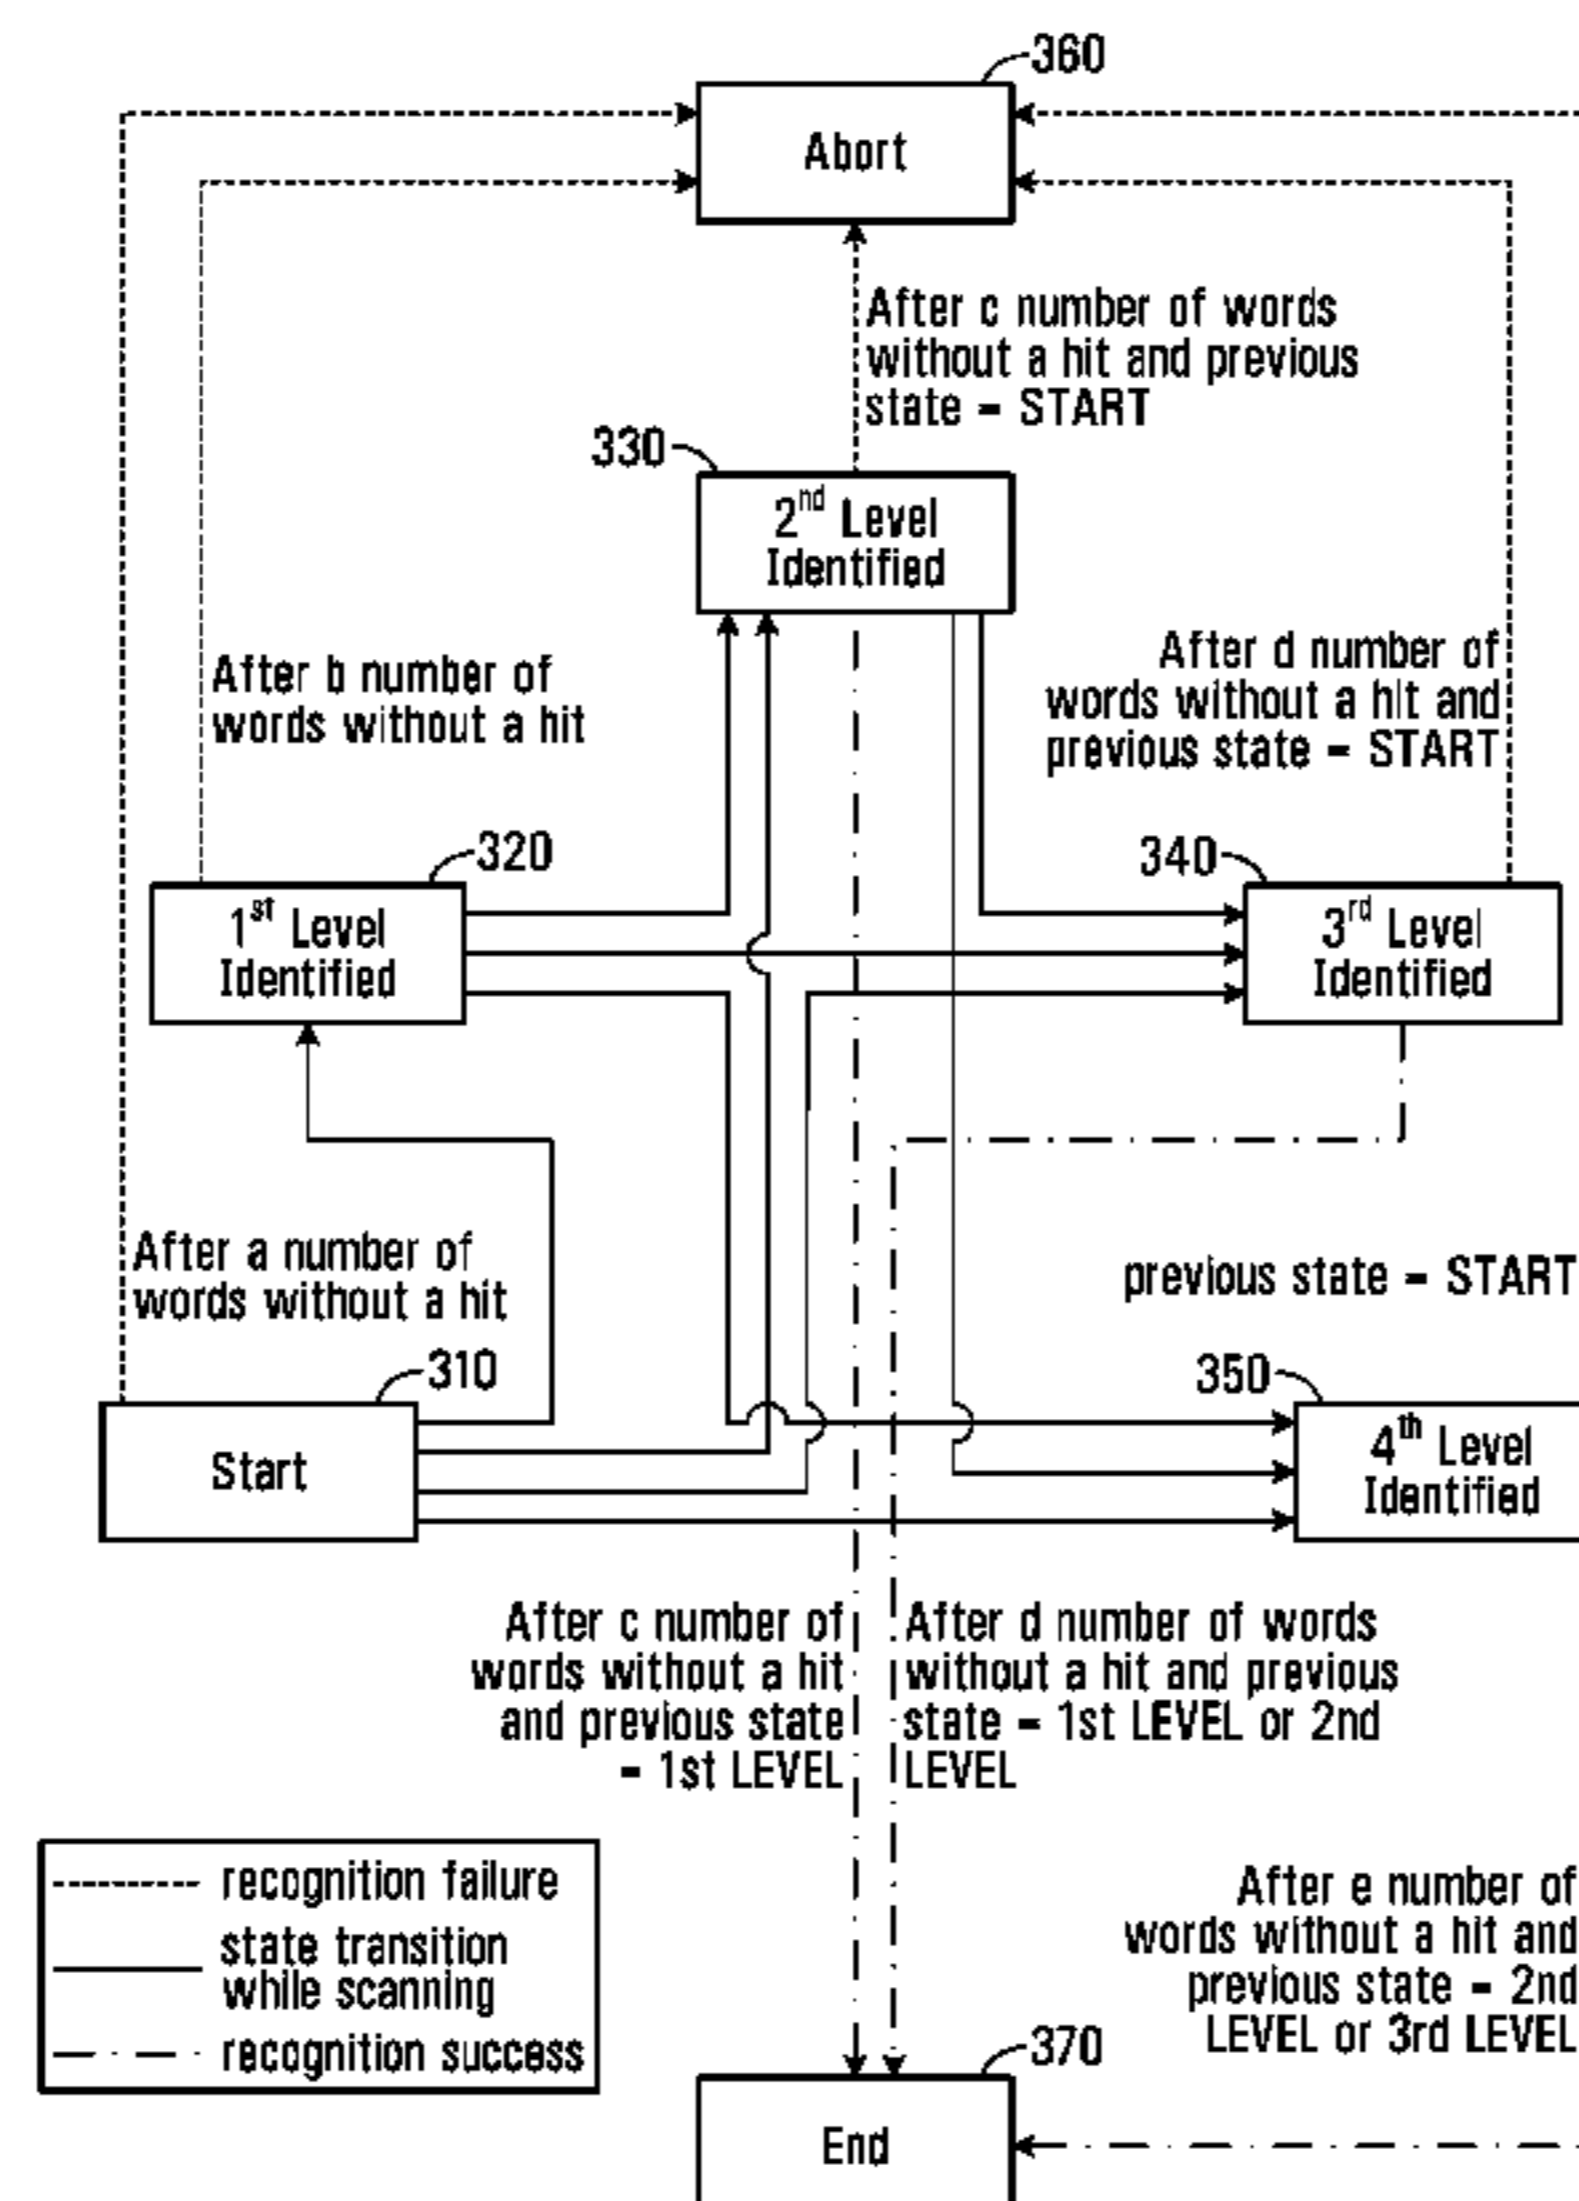 360
Abort
After c number of words
without a hit and previous
state = START
330
2nd Level
Identified
After b number of
words without a hit
After d number of
words without a hit and
previous state = START
320
1st Level
Identified
340
3rd Level
Identified
After a number of
words without a hit
previous state = START
310
Start
350
4th Level
Identified
After c number of
words without a hit
and previous state
= 1st LEVEL
After d number of words
without a hit and previous
state = 1st LEVEL or 2nd
LEVEL
recognition failure
state transition
while scanning
recognition success
After e number of
words without a hit and
previous state = 2nd
LEVEL or 3rd LEVEL
370
End